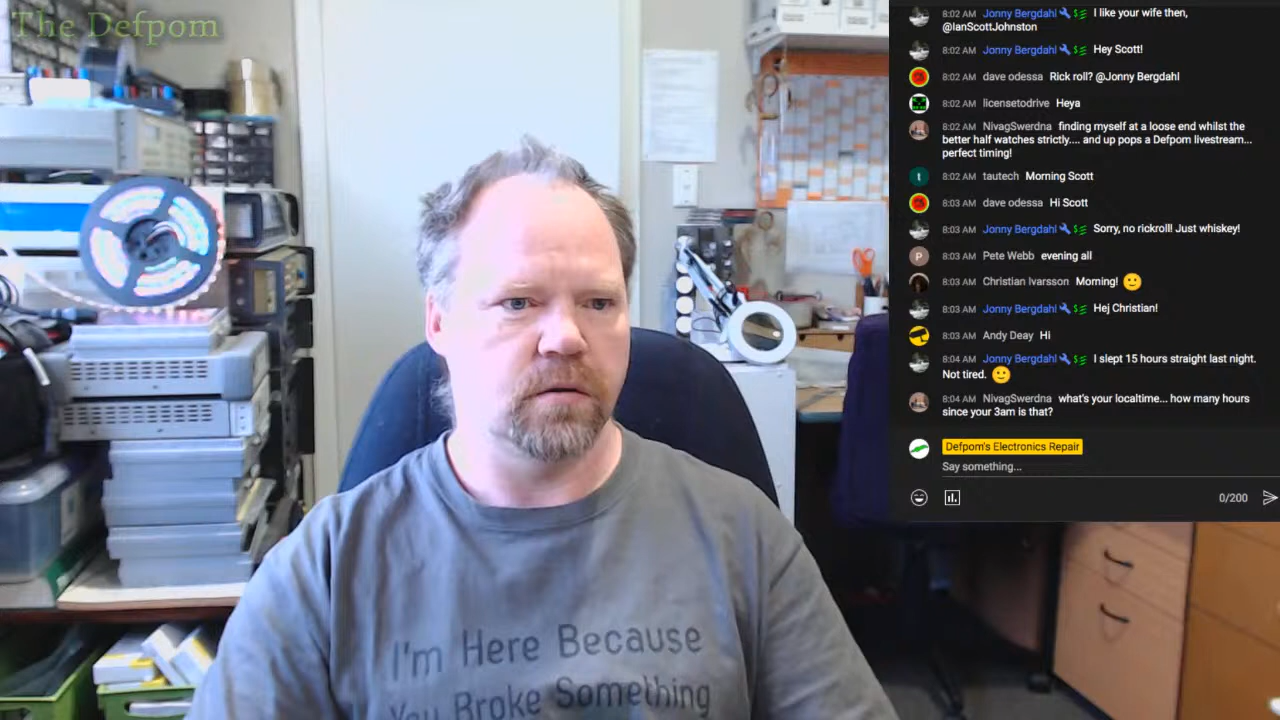 The Defpom
8:02 AM Jonny Bergdahl I like your wife then,
@IanScottJohnston
8:02 AM Jonny Bergdahl Hey Scott!
8:02 AM dave odessa Rick roll? @Jonny Bergdahl
8:02 AM licensetodrive Heya
8:02 AM NivagSwerdna finding myself at a loose end whilst the
better half watches strictly.... and up pops a Defpom livestream...
perfect timing!
t
8:02 AM tautech Morning Scott
8:03 AM dave odessa Hi Scott
8:03 AM Jonny Bergdahl Sorry, no rickroll! Just whiskey!
P
8:03 AM Pete Webb evening all
8:03 AM Christian Ivarsson Morning! 🙂
8:03 AM Jonny Bergdahl Hej Christian!
8:03 AM Andy Deay Hi
8:04 AM Jonny Bergdahl I slept 15 hours straight last night.
Not tired. 🙂
8:04 AM NivagSwerdna what's your localtime... how many hours
since your 3am is that?
Defpom's Electronics Repair
Say something...
0/200
I'm Here Because
You Broke Something